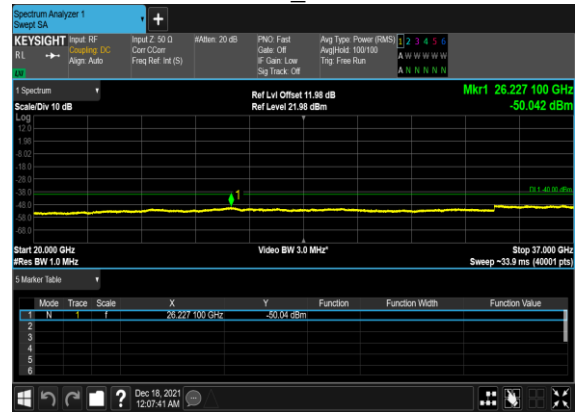 Spectrum Analyzer 1
Swept SA
+
KEYSIGHT Input: RF Input Z: 50 Ω #Atten: 20 dB PNO: Fast Avg Type: Power (RMS) 1 2 3 4 5 6
RL Coupling: DC Corr CCorr Gate: Off Avg|Hold: 100/100 A W W W W W
Align: Auto Freq Ref: Int (S) IF Gain: Low Trig: Free Run
Sig Track: Off A N N N N N
1 Spectrum Ref Lvl Offset 11.98 dB Mkr1 26.227 100 GHz
Scale/Div 10 dB Ref Level 21.98 dBm -50.042 dBm
Log
12.0
1.98
-8.02
-18.0
-28.0
-38.0 1 DL1 -40.00 dBm
-48.0
-58.0
-68.0
Start 20.000 GHz Video BW 3.0 MHz* Stop 37.000 GHz
#Res BW 1.0 MHz Sweep ~33.9 ms (40001 pts)
5 Marker Table
Mode Trace Scale X Y Function Function Width Function Value
1 N 1 f 26.227 100 GHz -50.04 dBm
2
3
4
5
6
? Dec 18, 2021
12:07:41 AM